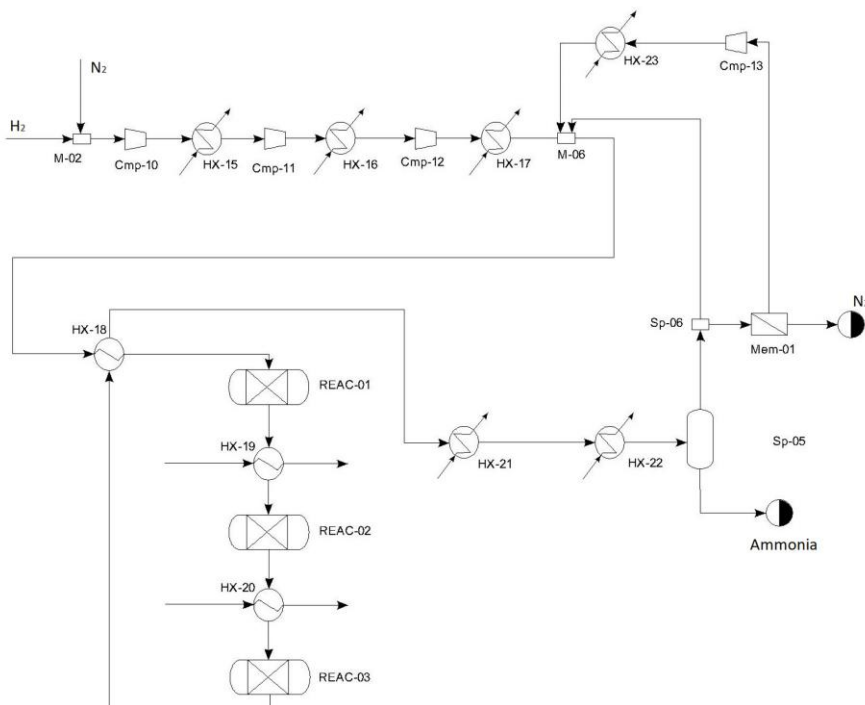 N₂
H₂
M-02
Cmp-10
HX-15
Cmp-11
HX-16
Cmp-12
HX-17
M-06
HX-23
Cmp-13
HX-18
REAC-01
HX-19
REAC-02
HX-20
REAC-03
HX-21
HX-22
Sp-05
Sp-06
Mem-01
Ammonia